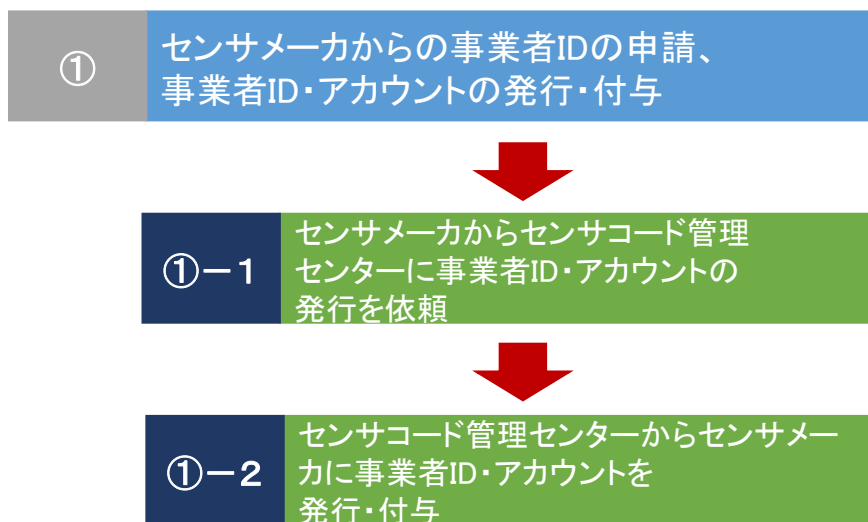 ①
センサメーカからの事業者IDの申請、
事業者ID・アカウントの発行・付与
①－１
センサメーカからセンサコード管理
センターに事業者ID・アカウントの
発行を依頼
①－２
センサコード管理センターからセンサメー
カに事業者ID・アカウントを
発行・付与